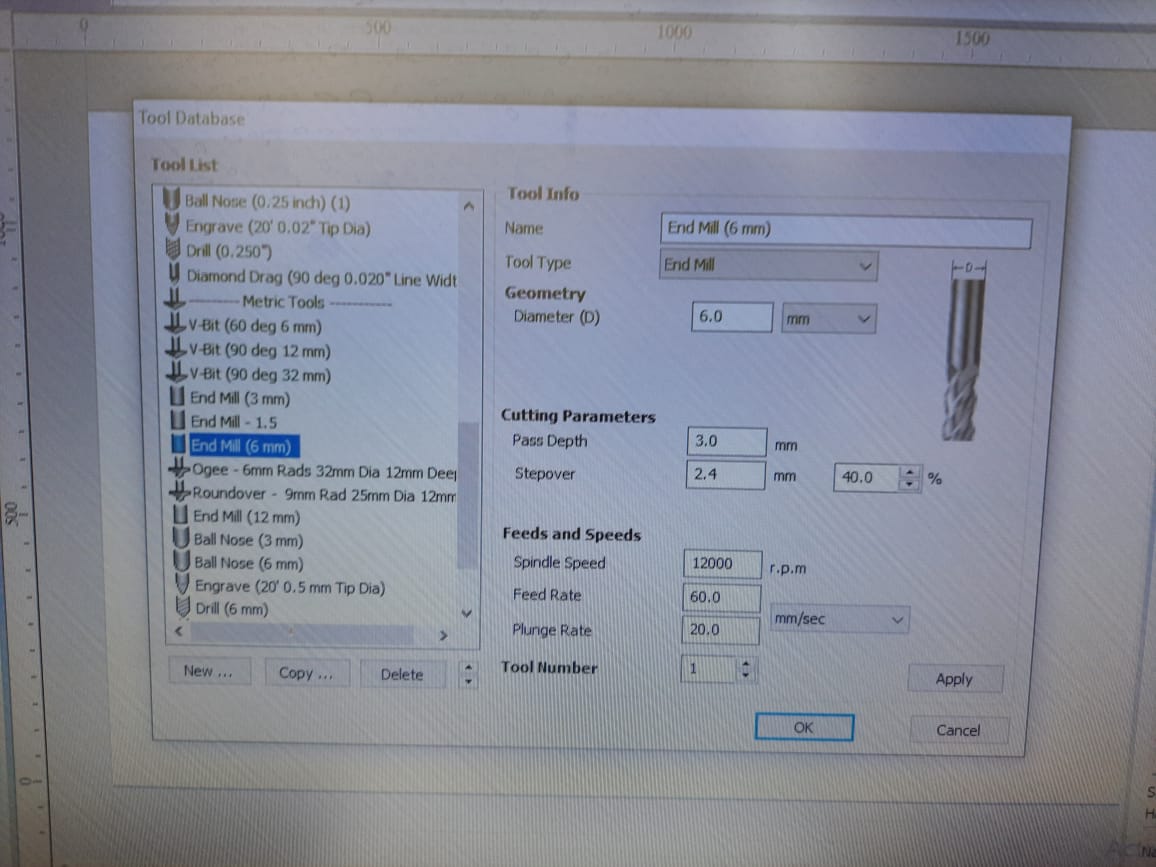 0 500 1000 1500
Tool Database
Tool List
Ball Nose (0.25 inch) (1)
Engrave (20' 0.02" Tip Dia)
Drill (0.250")
Diamond Drag (90 deg 0.020" Line Widt
--------- Metric Tools -----------
V-Bit (60 deg 6 mm)
V-Bit (90 deg 12 mm)
V-Bit (90 deg 32 mm)
End Mill (3 mm)
End Mill - 1.5
End Mill (6 mm)
Ogee - 6mm Rads 32mm Dia 12mm Deep
Roundover - 9mm Rad 25mm Dia 12mm
End Mill (12 mm)
Ball Nose (3 mm)
Ball Nose (6 mm)
Engrave (20' 0.5 mm Tip Dia)
Drill (6 mm)
New ... Copy ... Delete
Tool Info
Name End Mill (6 mm)
Tool Type End Mill
Geometry
Diameter (D) 6.0 mm
D
Cutting Parameters
Pass Depth 3.0 mm
Stepover 2.4 mm 40.0 %
Feeds and Speeds
Spindle Speed 12000 r.p.m
Feed Rate 60.0
mm/sec
Plunge Rate 20.0
Tool Number 1
Apply
OK Cancel
500
0